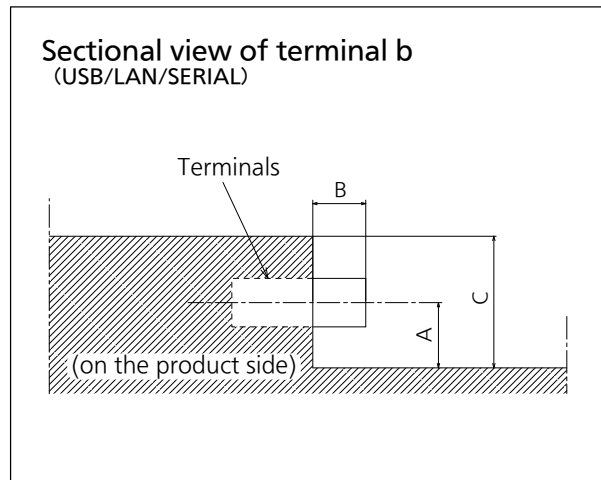 Sectional view of terminal b
(USB/LAN/SERIAL)
Terminals
B
C
A
(on the product side)